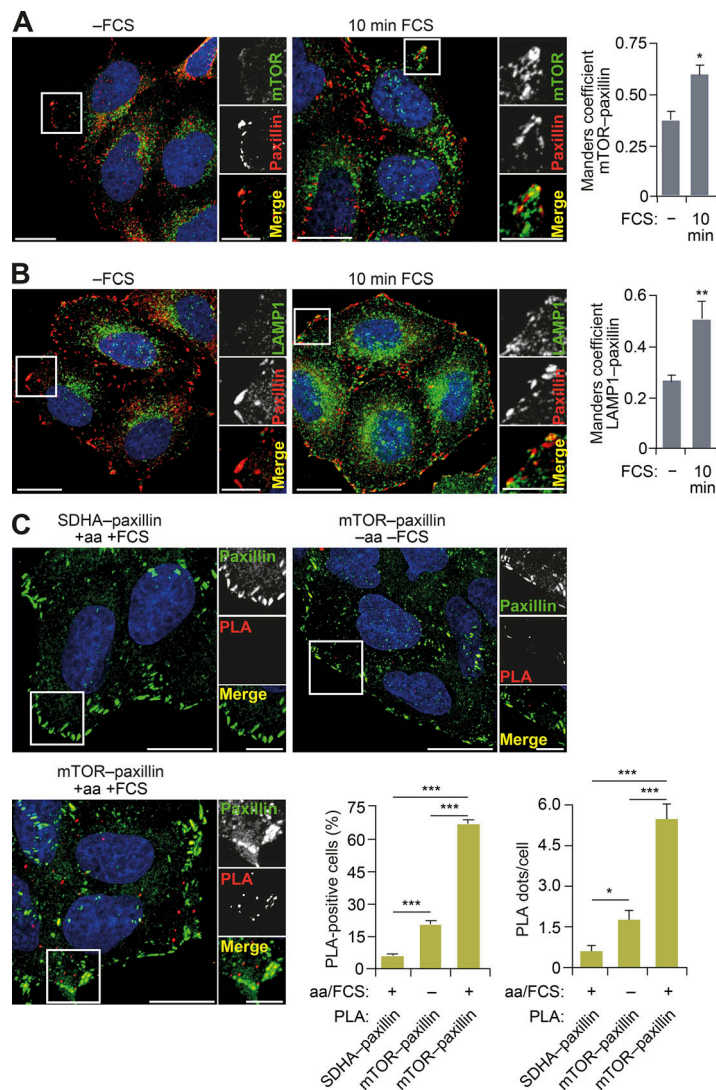 A
–FCS
10 min FCS
mTOR
Paxillin
Merge
mTOR
Paxillin
Merge
Manders coefficient
mTOR–paxillin
0.75
0.50
0.25
0
*
FCS: – 10
min
B
–FCS
10 min FCS
LAMP1
Paxillin
Merge
LAMP1
Paxillin
Merge
Manders coefficient
LAMP1–paxillin
0.6
0.4
0.2
0
**
FCS: – 10
min
C
SDHA–paxillin
+aa +FCS
Paxillin
PLA
Merge
mTOR–paxillin
–aa –FCS
Paxillin
PLA
Merge
mTOR–paxillin
+aa +FCS
Paxillin
PLA
Merge
PLA-positive cells (%)
75
60
45
30
15
0
***
***
***
aa/FCS: + – +
PLA:
SDHA–paxillin
mTOR–paxillin
mTOR–paxillin
PLA dots/cell
6.0
4.5
3.0
1.5
0
***
***
*
aa/FCS: + – +
PLA:
SDHA–paxillin
mTOR–paxillin
mTOR–paxillin